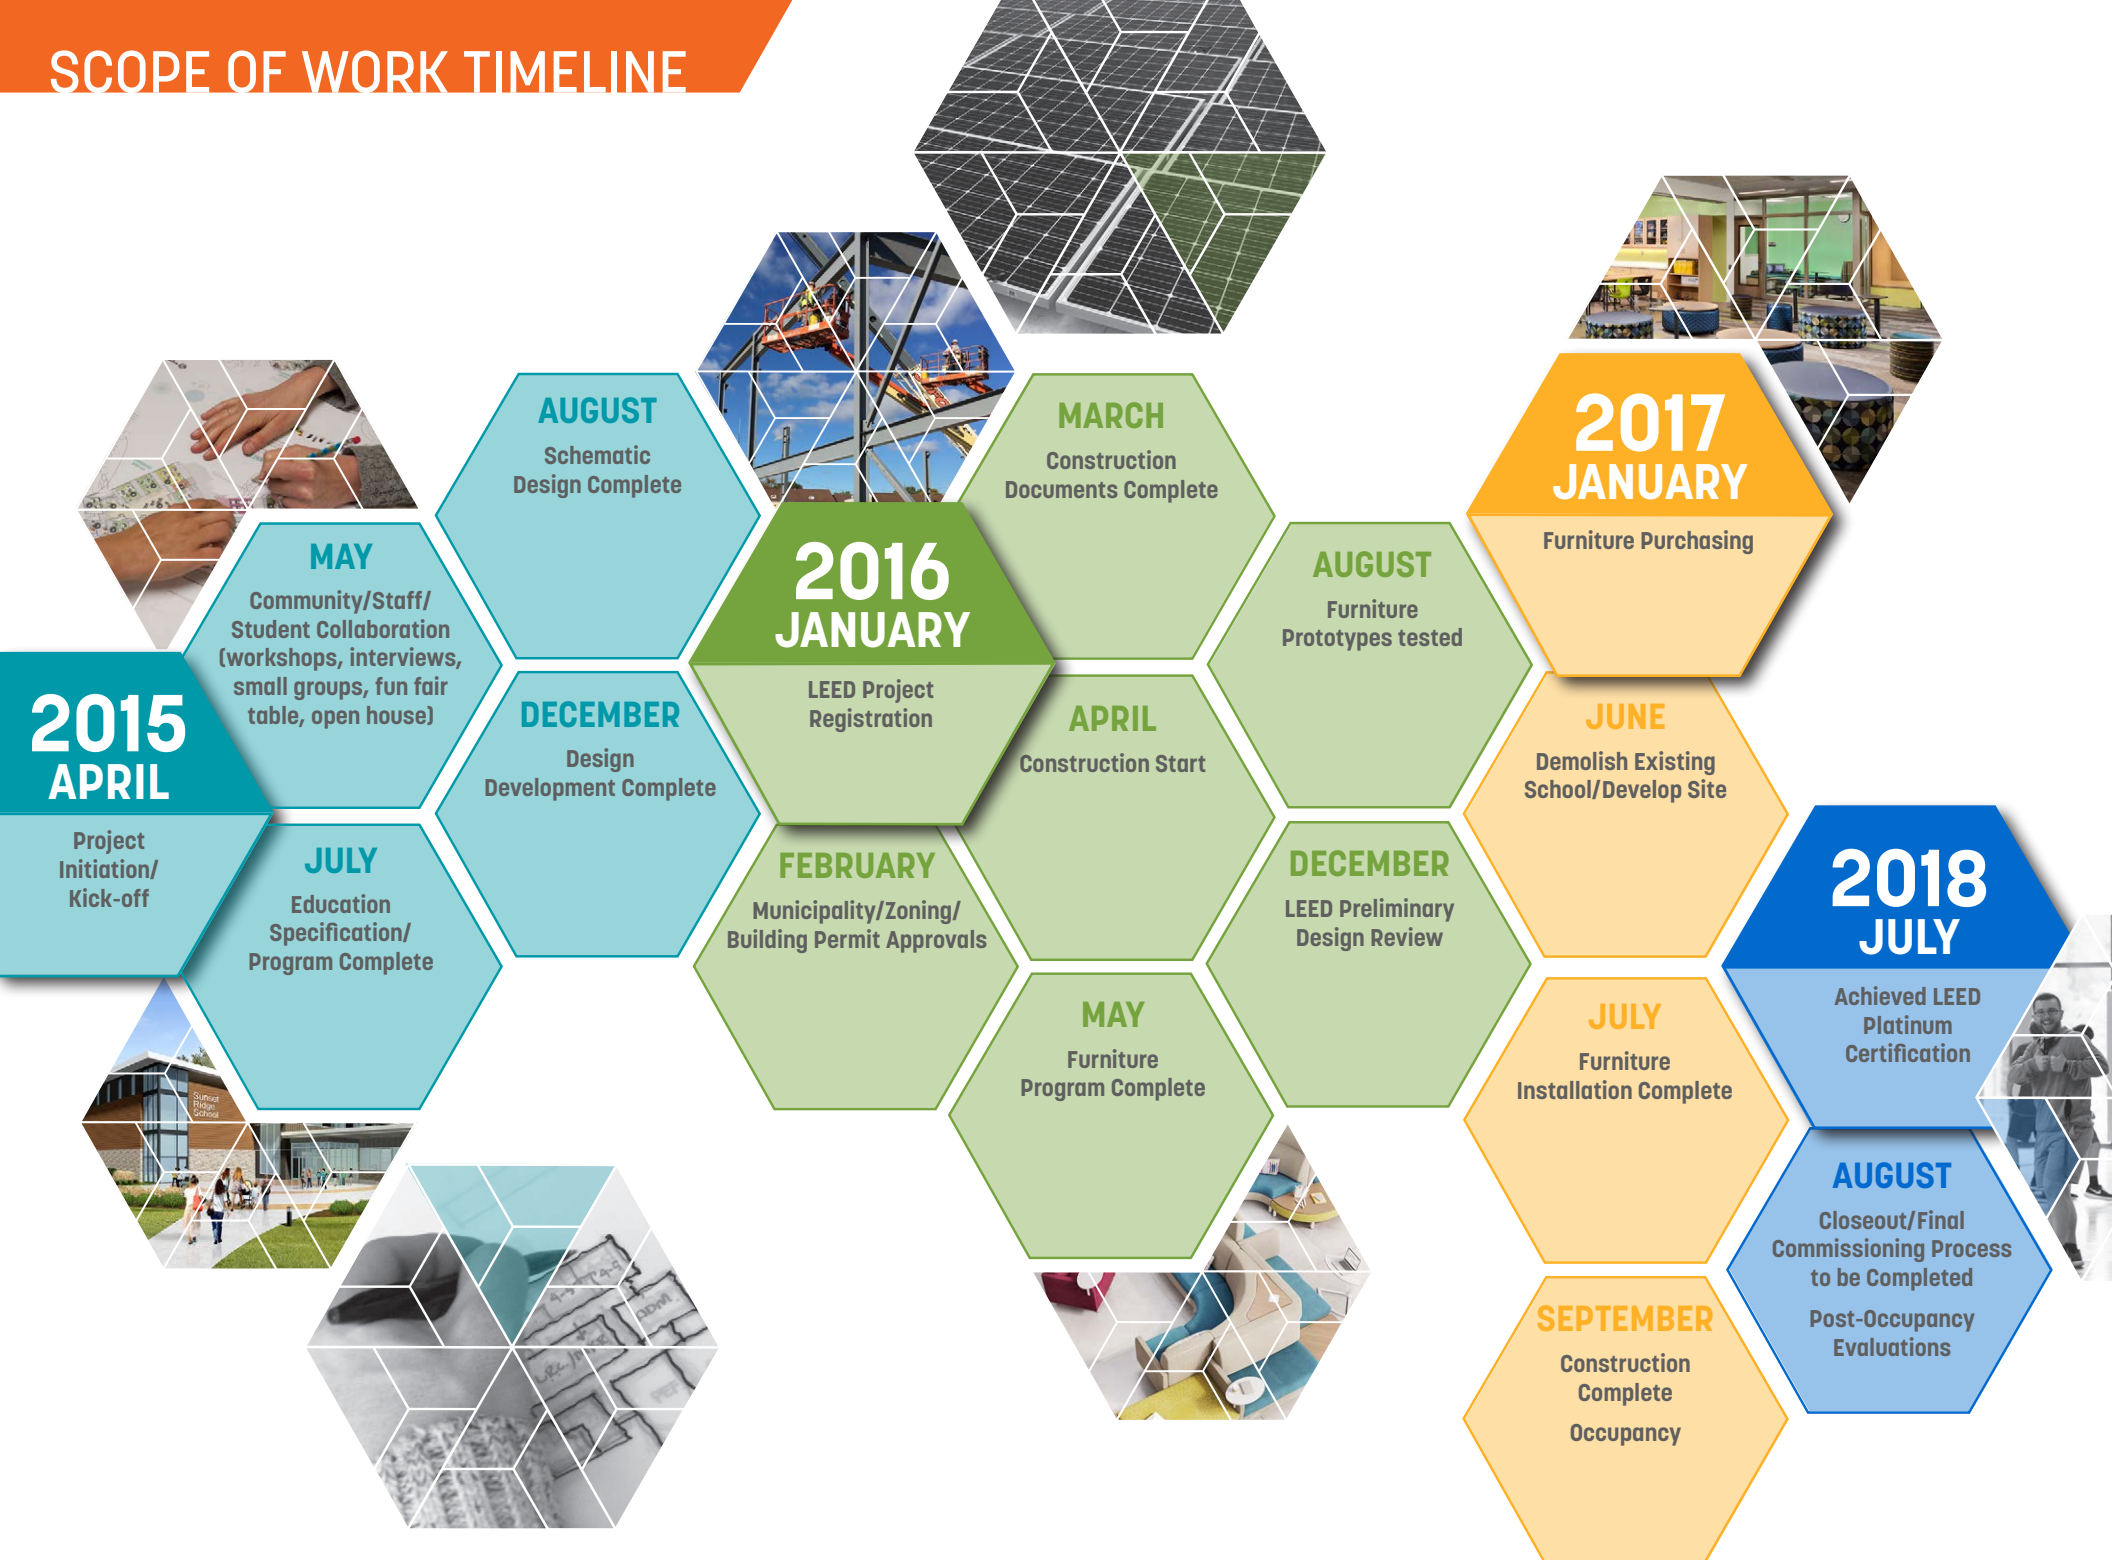 SCOPE OF WORK TIMELINE
2015
APRIL
Project
Initiation/
Kick-off
MAY
Community/Staff/
Student Collaboration
(workshops, interviews,
small groups, fun fair
table, open house)
JULY
Education
Specification/
Program Complete
AUGUST
Schematic
Design Complete
DECEMBER
Design
Development Complete
2016
JANUARY
LEED Project
Registration
FEBRUARY
Municipality/Zoning/
Building Permit Approvals
MARCH
Construction
Documents Complete
APRIL
Construction Start
MAY
Furniture
Program Complete
AUGUST
Furniture
Prototypes tested
DECEMBER
LEED Preliminary
Design Review
2017
JANUARY
Furniture Purchasing
JUNE
Demolish Existing
School/Develop Site
JULY
Furniture
Installation Complete
SEPTEMBER
Construction
Complete
Occupancy
2018
JULY
Achieved LEED
Platinum
Certification
AUGUST
Closeout/Final
Commissioning Process
to be Completed
Post-Occupancy
Evaluations
Sunset
Ridge
School
ADM